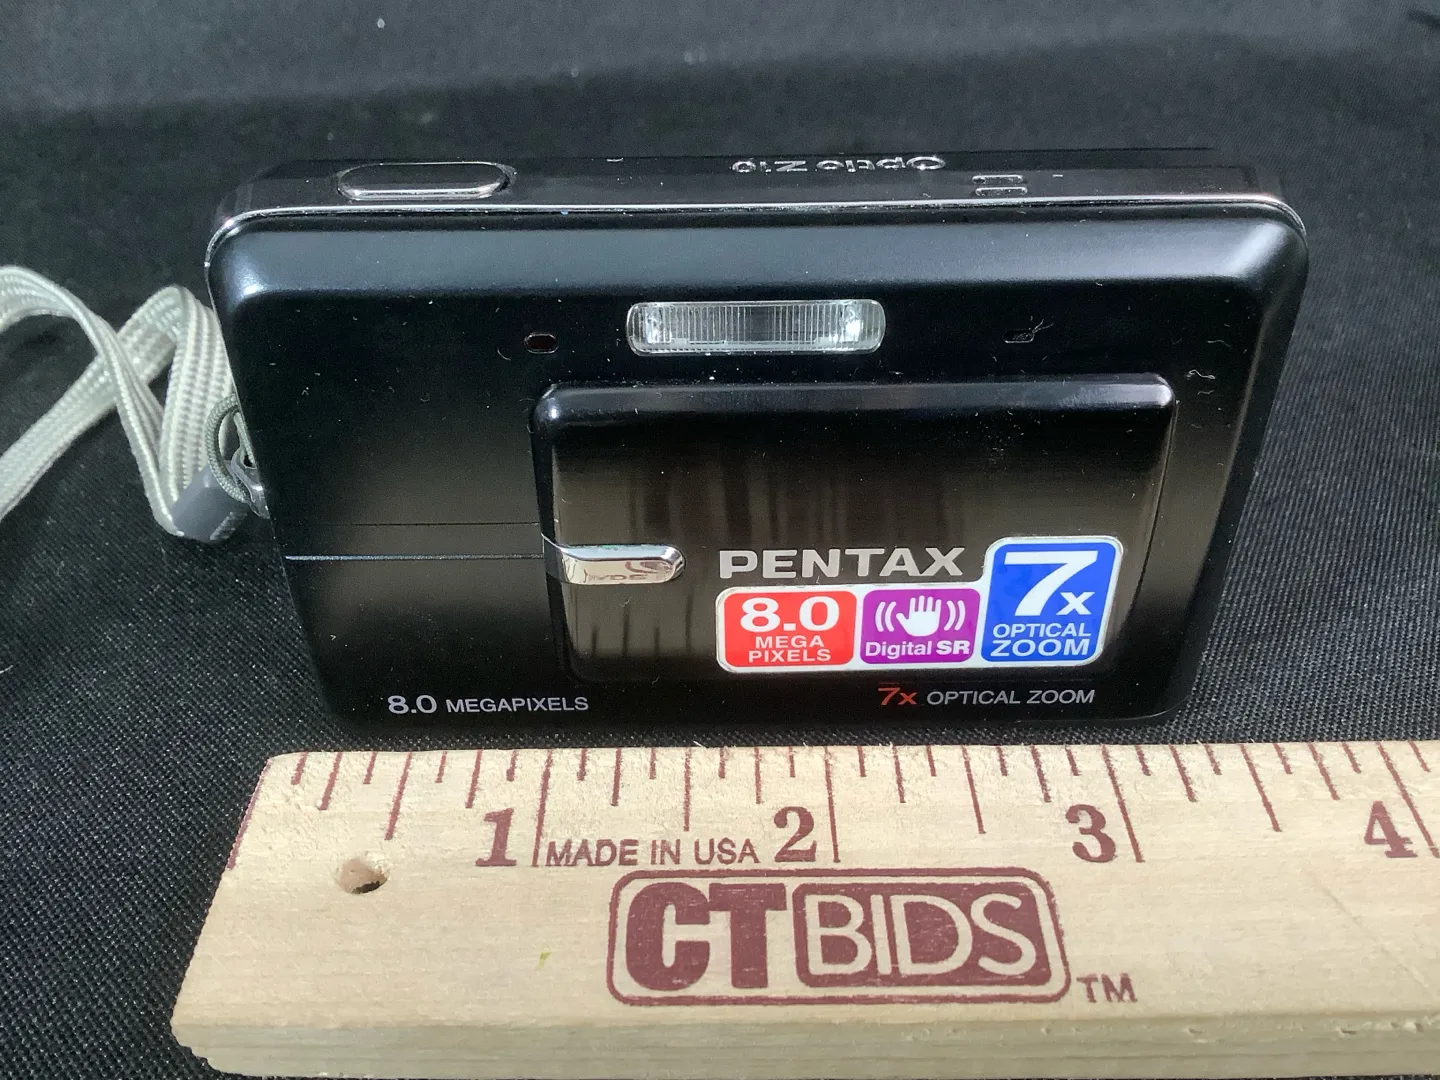 Optio Z10
PENTAX
7x
OPTICAL
ZOOM
8.0
MEGA
PIXELS
Digital SR
8.0 MEGAPIXELS
7x OPTICAL ZOOM
1 2 3 4
MADE IN USA
CTBIDS TM